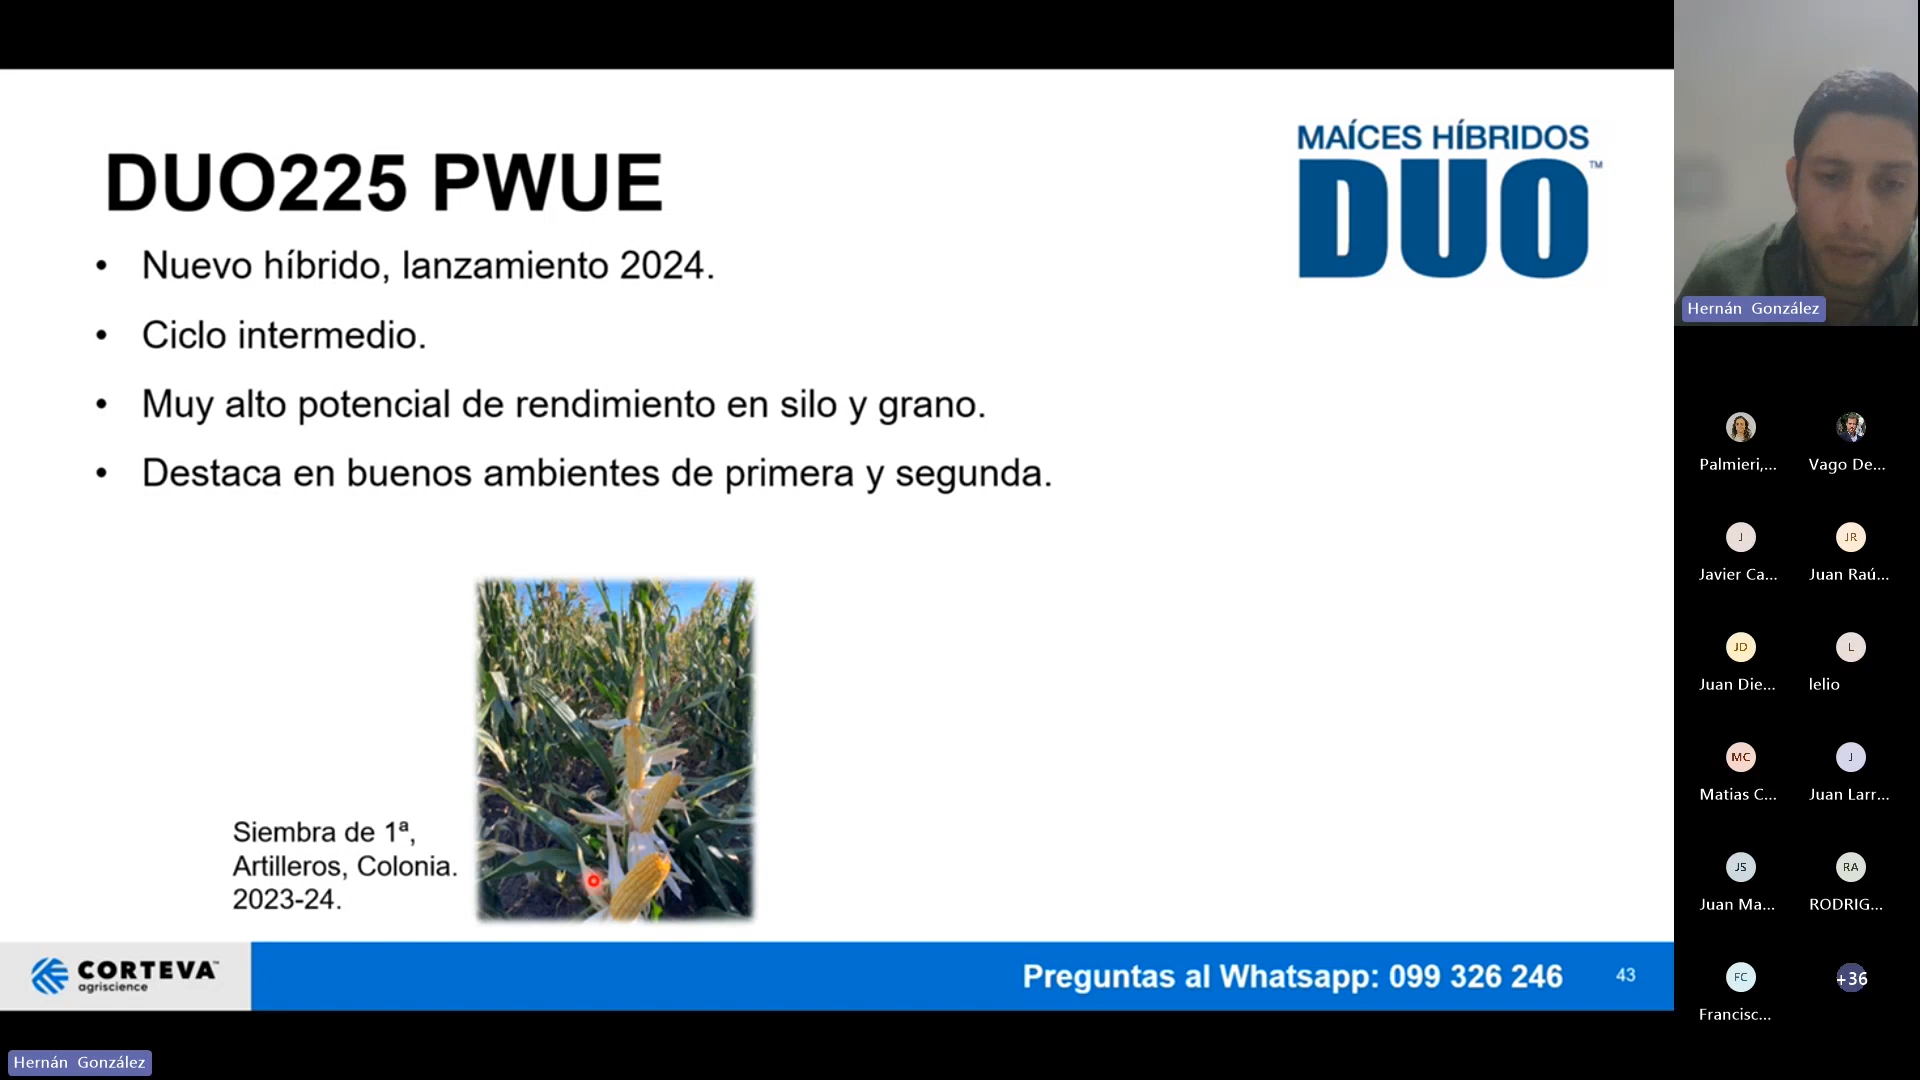 DUO225 PWUE
• Nuevo híbrido, lanzamiento 2024.
• Ciclo intermedio.
• Muy alto potencial de rendimiento en silo y grano.
• Destaca en buenos ambientes de primera y segunda.
MAÍCES HÍBRIDOS
DUO™
Siembra de 1ª,
Artilleros, Colonia.
2023-24.
CORTEVA™
agriscience
Preguntas al Whatsapp: 099 326 246
43
Hernán González
Palmieri,...
Vago De...
J
JR
Javier Ca...
Juan Raú...
JD
L
Juan Die...
lelio
MC
J
Matias C...
Juan Larr...
JS
RA
Juan Ma...
RODRIG...
FC
+36
Francisc...
Hernán González